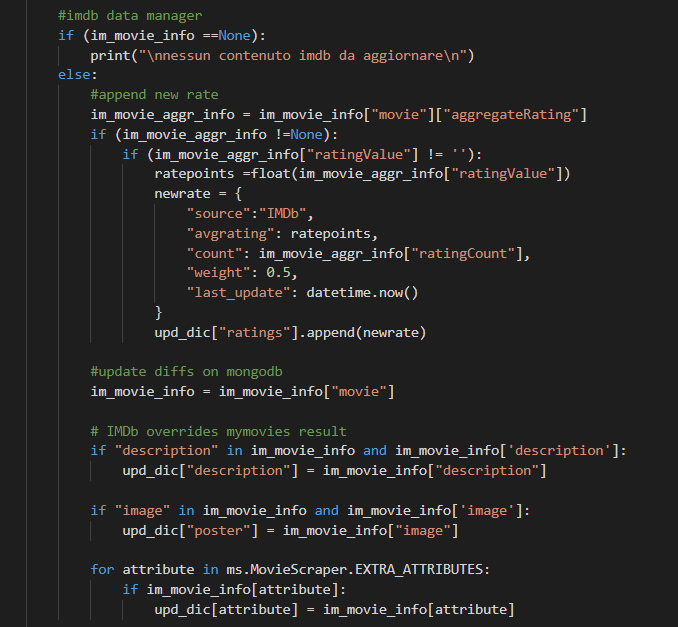 #imdb data manager
if (im_movie_info ==None):
print("\nnessun contenuto imdb da aggiornare\n")
else:
#append new rate
im_movie_aggr_info = im_movie_info["movie"]["aggregateRating"]
if (im_movie_aggr_info !=None):
if (im_movie_aggr_info["ratingValue"] != ''):
ratepoints =float(im_movie_aggr_info["ratingValue"])
newrate = {
"source":"IMDb",
"avgrating": ratepoints,
"count": im_movie_aggr_info["ratingCount"],
"weight": 0.5,
"last_update": datetime.now()
}
upd_dic["ratings"].append(newrate)
#update diffs on mongodb
im_movie_info = im_movie_info["movie"]
# IMDb overrides mymovies result
if "description" in im_movie_info and im_movie_info['description']:
upd_dic["description"] = im_movie_info["description"]
if "image" in im_movie_info and im_movie_info['image']:
upd_dic["poster"] = im_movie_info["image"]
for attribute in ms.MovieScraper.EXTRA_ATTRIBUTES:
if im_movie_info[attribute]:
upd_dic[attribute] = im_movie_info[attribute]